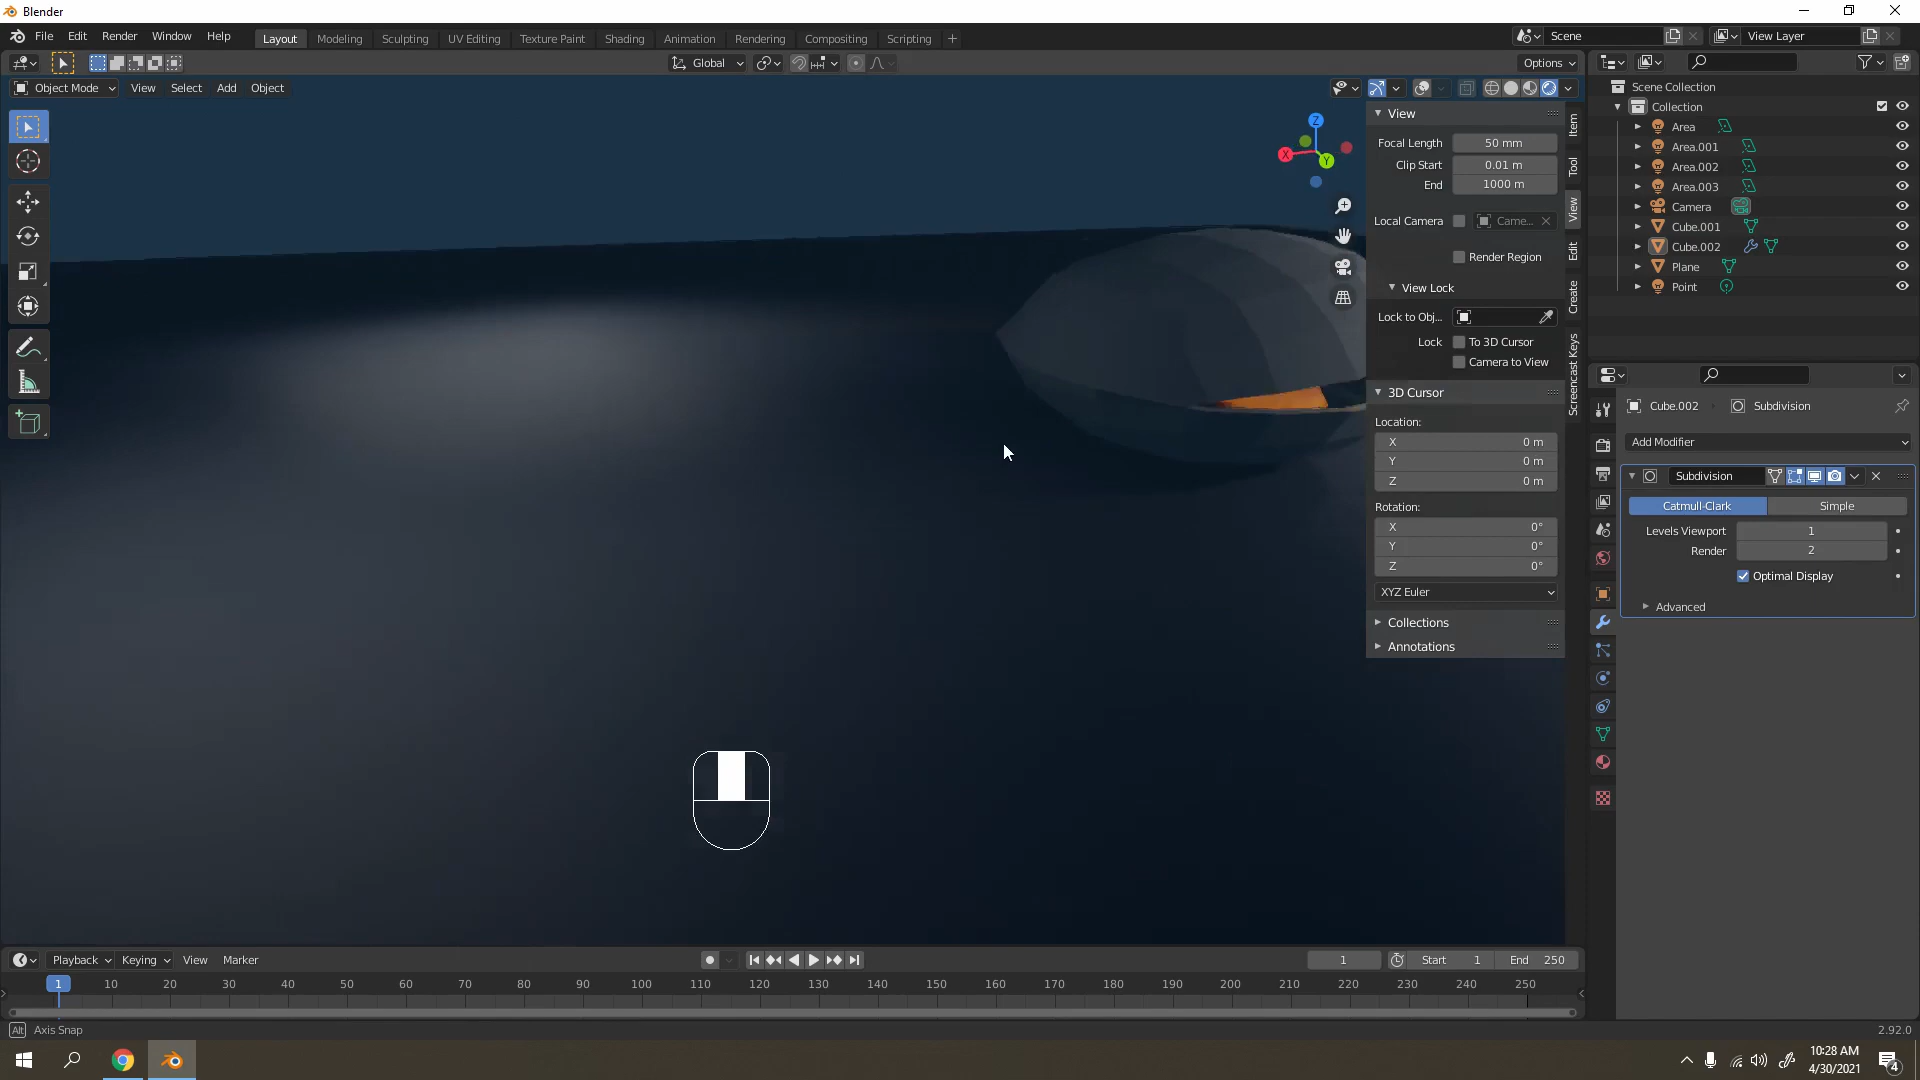 Blender
File Edit Render Window Help
Layout Modeling Sculpting UV Editing Texture Paint Shading Animation Rendering Compositing Scripting +
Scene
View Layer
Global
Options
Object Mode View Select Add Object
Z
X
Y
View
Focal Length 50 mm
Clip Start 0.01 m
End 1000 m
Local Camera Came...
Render Region
View Lock
Lock to Obj...
Lock To 3D Cursor
Camera to View
3D Cursor
Location:
X 0 m
Y 0 m
Z 0 m
Rotation:
X 0°
Y 0°
Z 0°
XYZ Euler
Collections
Annotations
Item
Tool
View
Edit
Create
Screencast Keys
Scene Collection
Collection
Area
Area.001
Area.002
Area.003
Camera
Cube.001
Cube.002
Plane
Point
Cube.002 Subdivision
Add Modifier
Subdivision
Catmull-Clark Simple
Levels Viewport 1
Render 2
Optimal Display
Advanced
Playback Keying View Marker
1 Start 1 End 250
1 10 20 30 40 50 60 70 80 90 100 110 120 130 140 150 160 170 180 190 200 210 220 230 240 250
Alt Axis Snap
2.92.0
10:28 AM
4/30/2021
4